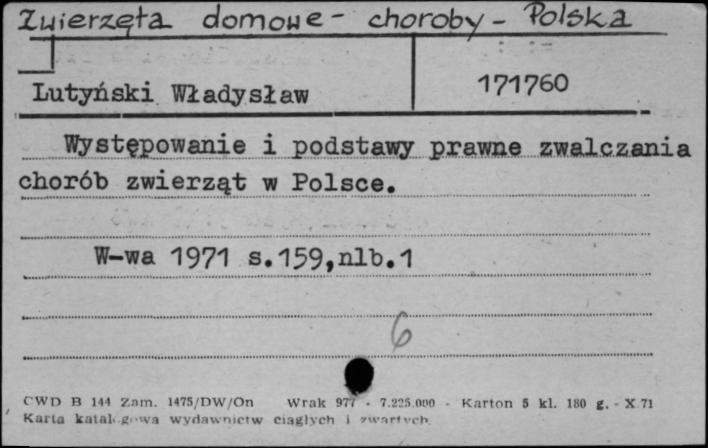 Zwierzęta domowe - choroby - Polska
Lutyński Władysław 171760
Występowanie i podstawy prawne zwalczania
chorób zwierząt w Polsce.
W-wa 1971 s.159,nlb.1
6
CWD B 144 Zam. 1475/DW/On Wrak 977 - 7.225.000 - Karton 5 kl. 180 g. - X.71
Karta katalogowa wydawnictw ciągłych i zwartych